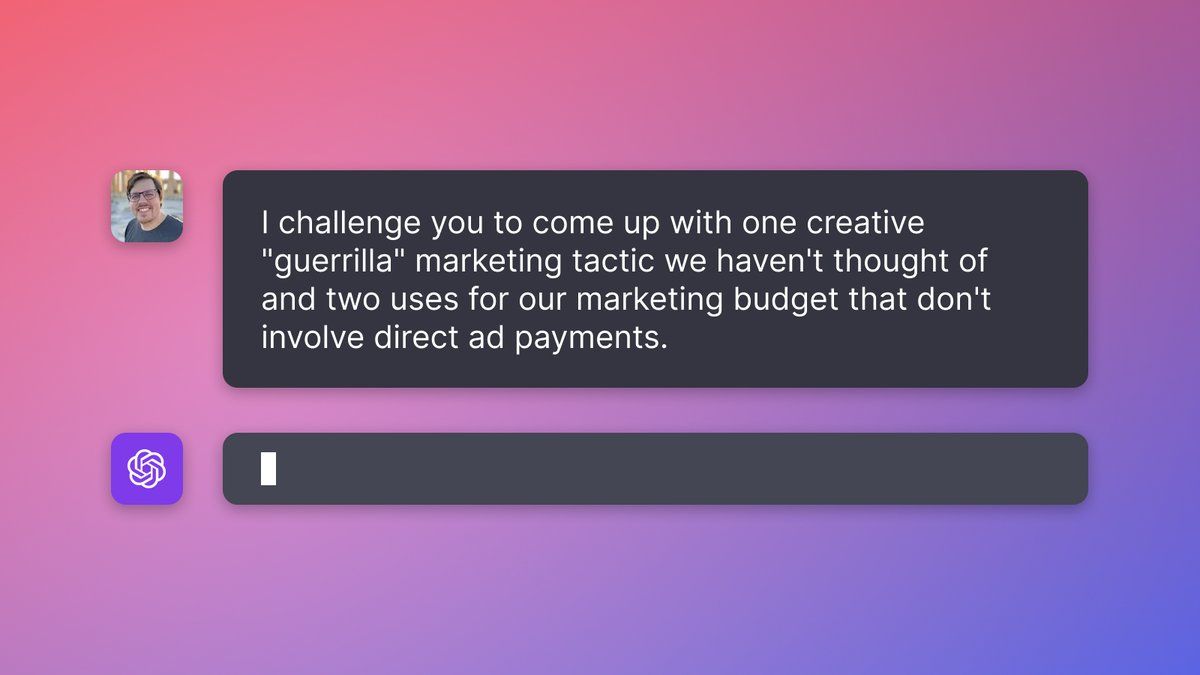 I challenge you to come up with one creative
"guerrilla" marketing tactic we haven't thought of
and two uses for our marketing budget that don't
involve direct ad payments.